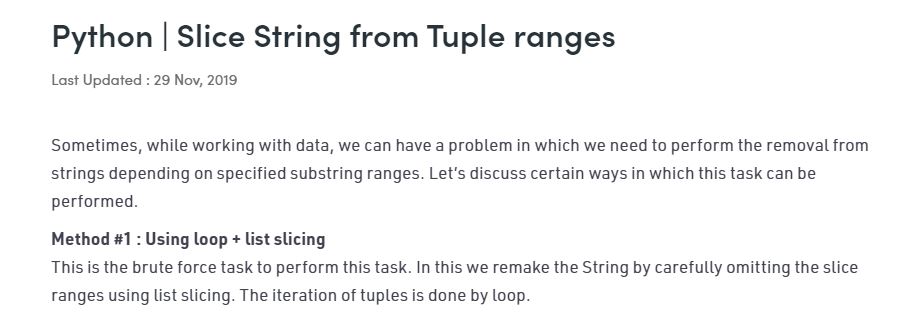 Python | Slice String from Tuple ranges
Last Updated : 29 Nov, 2019
Sometimes, while working with data, we can have a problem in which we need to perform the removal from
strings depending on specified substring ranges. Let's discuss certain ways in which this task can be
performed.
Method #1 : Using loop + list slicing
This is the brute force task to perform this task. In this we remake the String by carefully omitting the slice
ranges using list slicing. The iteration of tuples is done by loop.